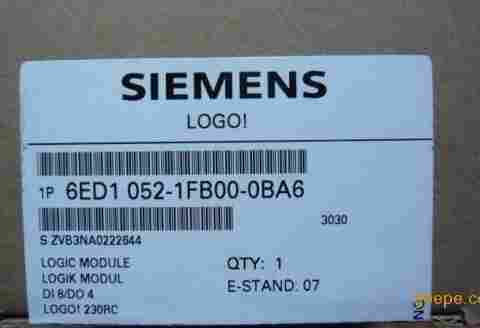 SIEMENS
LOGO!
1P 6ED1 052-1FB00-0BA6
3030
S ZVB3NA0222644
LOGIC MODULE QTY: 1
LOGIK MODUL
DI 8/DO 4 E-STAND: 07
LOGO! 230RC